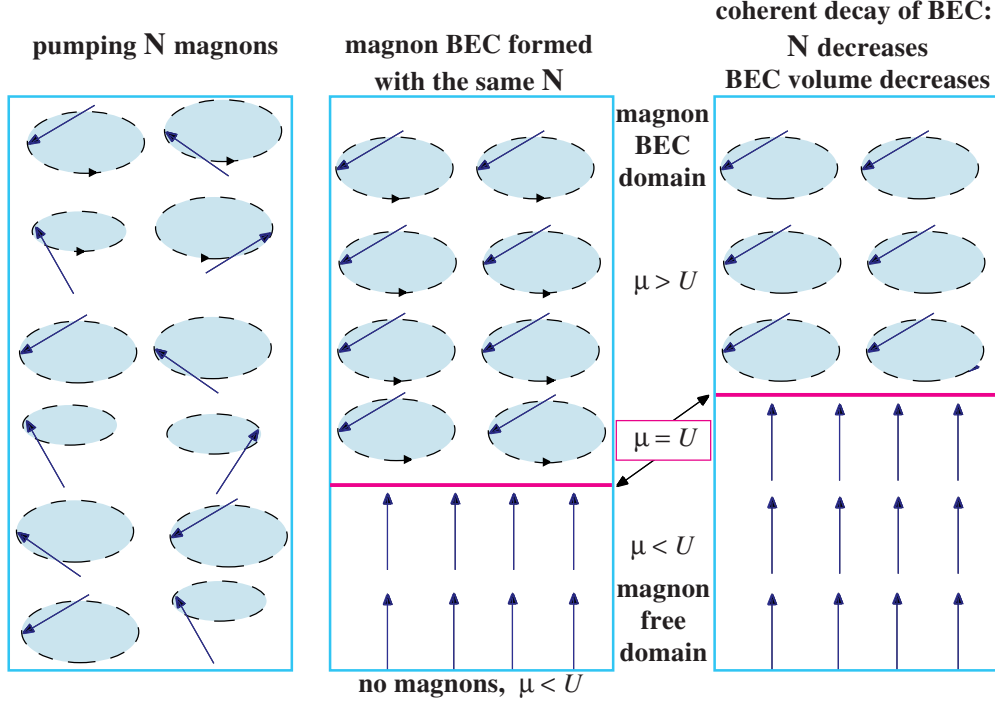 pumping N magnons
magnon BEC formed
with the same N
coherent decay of BEC:
N decreases
BEC volume decreases
magnon
BEC
domain
μ > U
μ = U
μ < U
magnon
free
domain
no magnons, μ < U